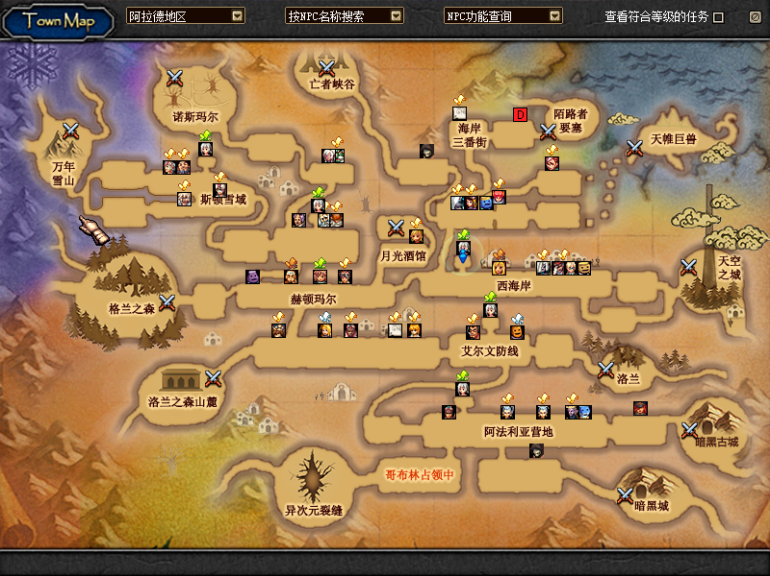 Town Map
阿拉德地区
按NPC名称搜索
NPC功能查询
查看符合等级的任务
亡者峡谷
诺斯玛尔
海岸
三番街
D
陌路者
要塞
天帷巨兽
万年
雪山
斯顿雪域
月光酒馆
天空
之城
格兰之森
赫顿玛尔
西海岸
艾尔文防线
洛兰
洛兰之森山麓
阿法利亚营地
暗黑古城
哥布林占领中
异次元裂缝
暗黑城